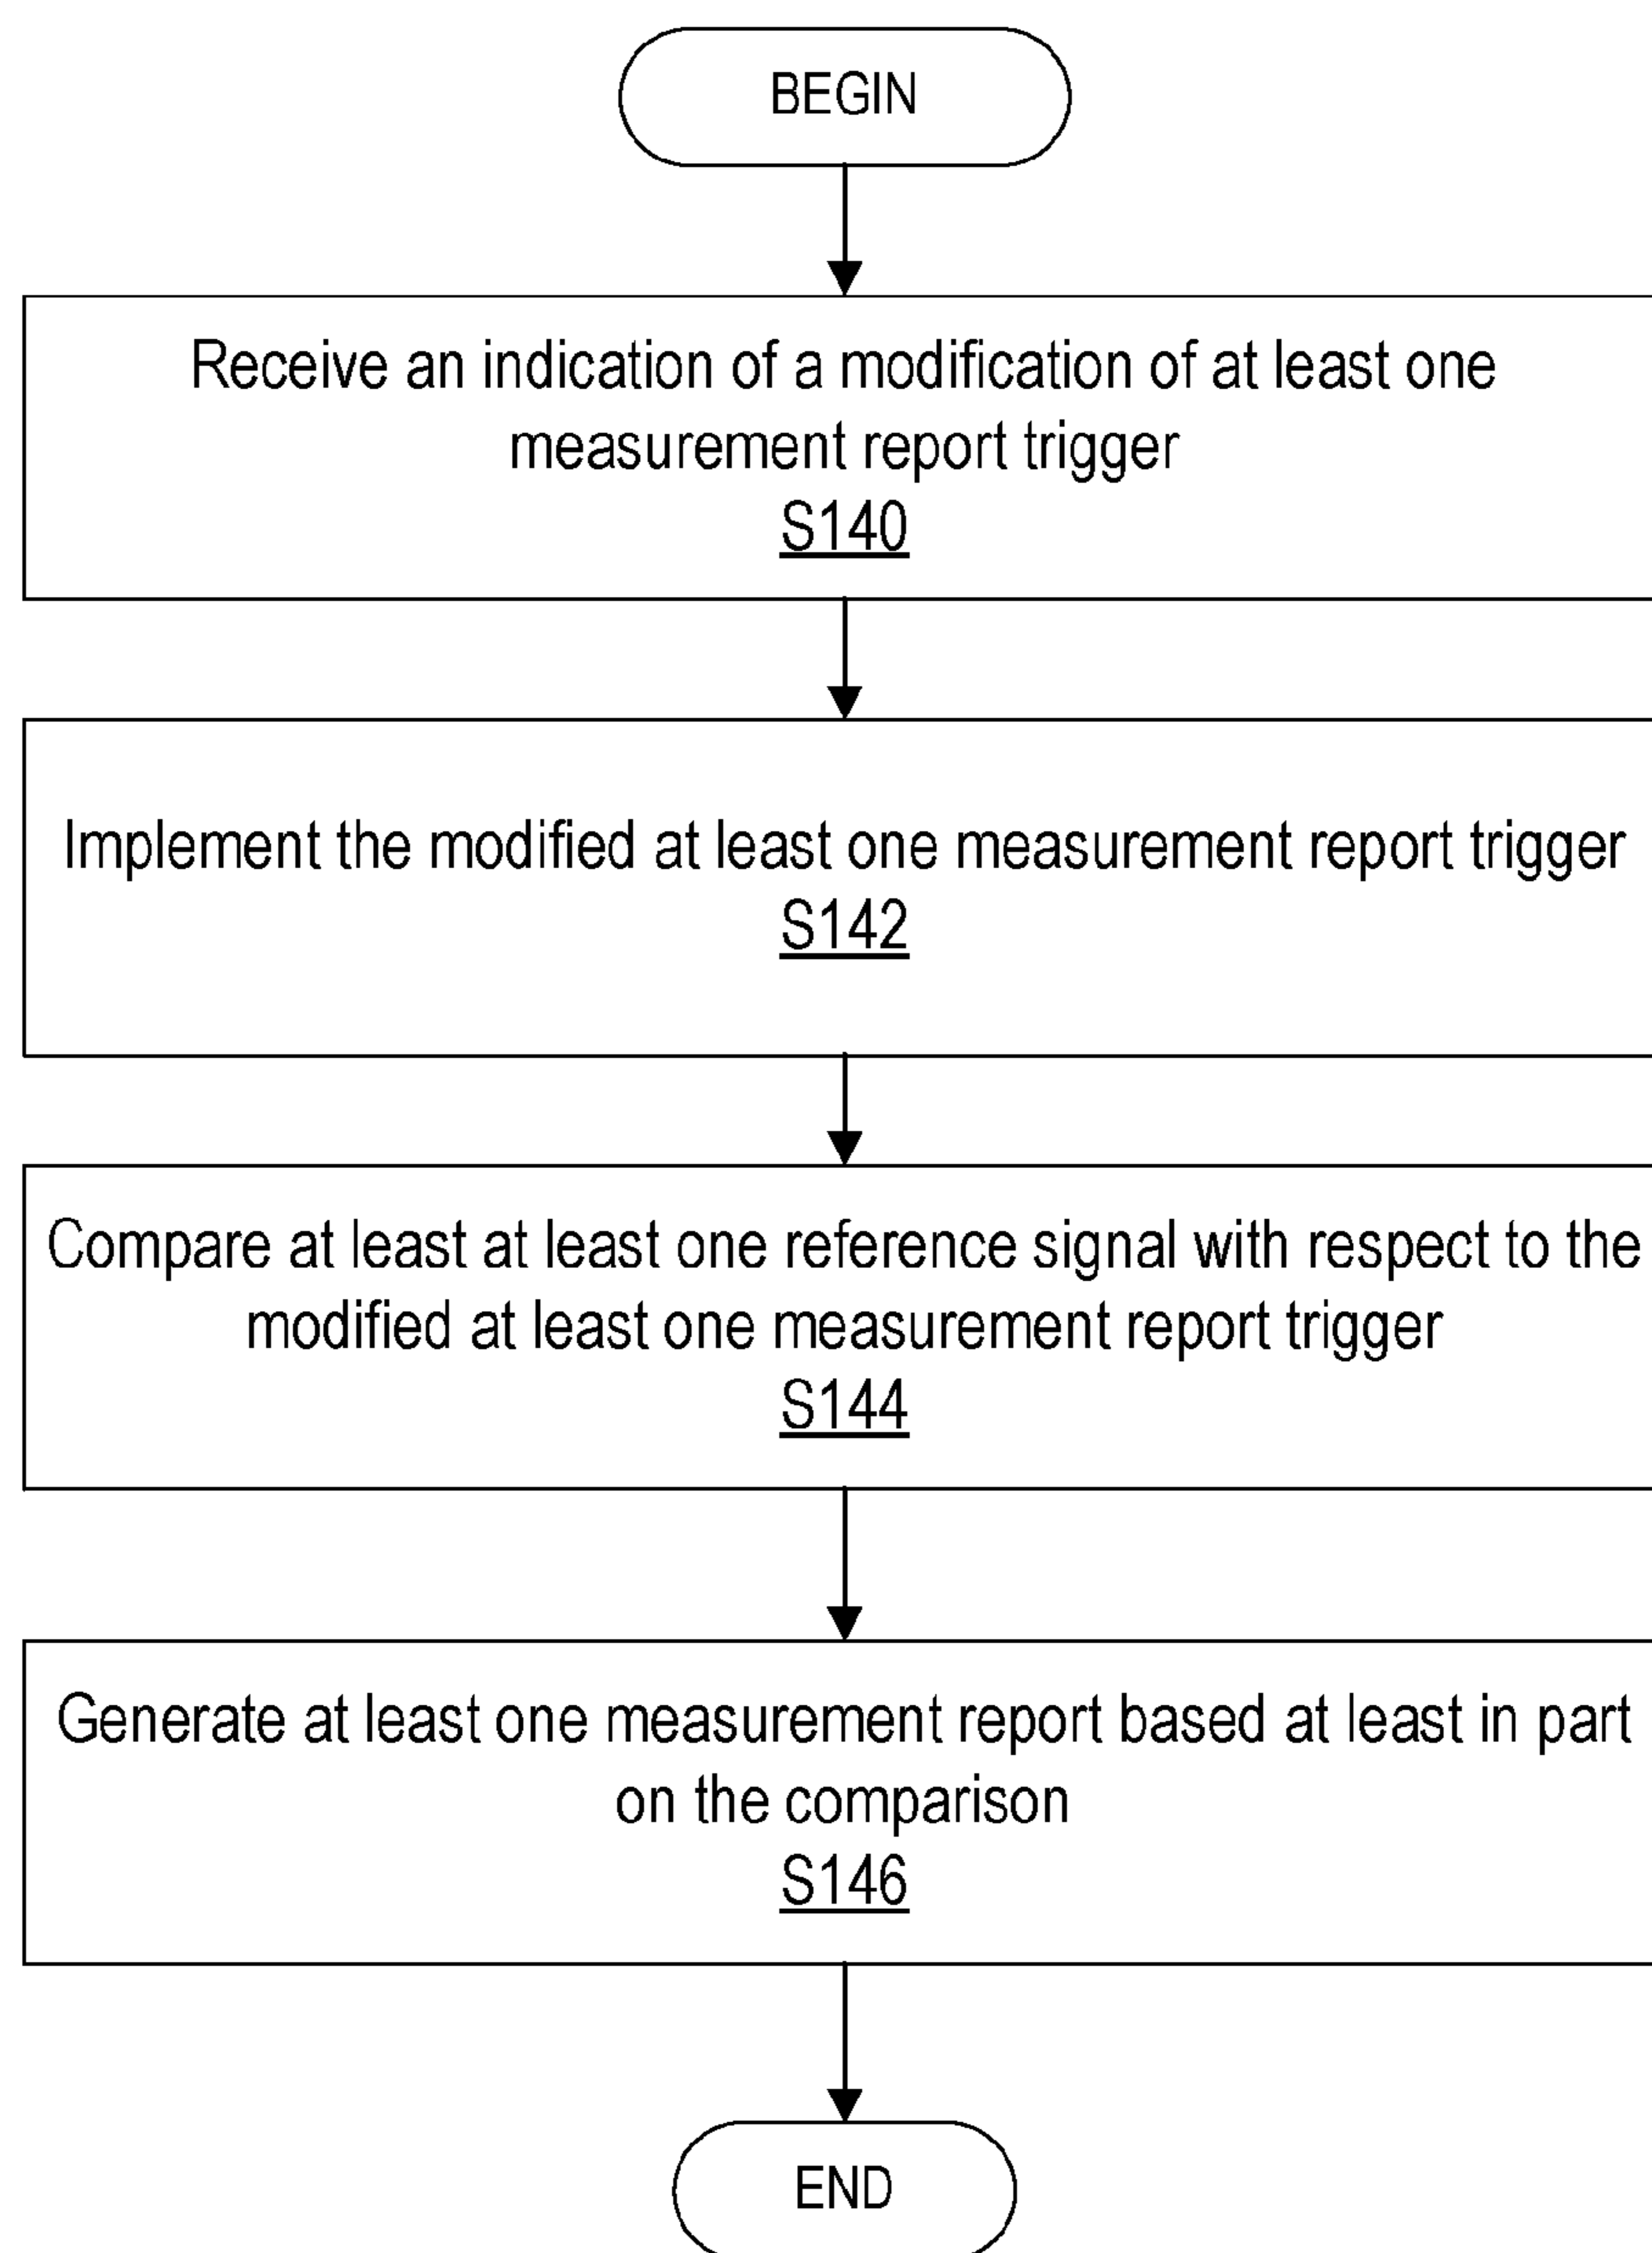 BEGIN
Receive an indication of a modification of at least one
measurement report trigger
S140
Implement the modified at least one measurement report trigger
S142
Compare at least at least one reference signal with respect to the
modified at least one measurement report trigger
S144
Generate at least one measurement report based at least in part
on the comparison
S146
END